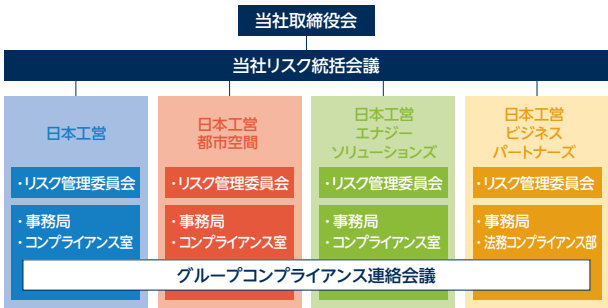 当社取締役会
当社リスク統括会議
日本工営
・リスク管理委員会
・事務局
・コンプライアンス室
日本工営
都市空間
・リスク管理委員会
・事務局
・コンプライアンス室
日本工営
エナジー
ソリューションズ
・リスク管理委員会
・事務局
・コンプライアンス室
日本工営
ビジネス
パートナーズ
・リスク管理委員会
・事務局
・法務コンプライアンス部
グループコンプライアンス連絡会議